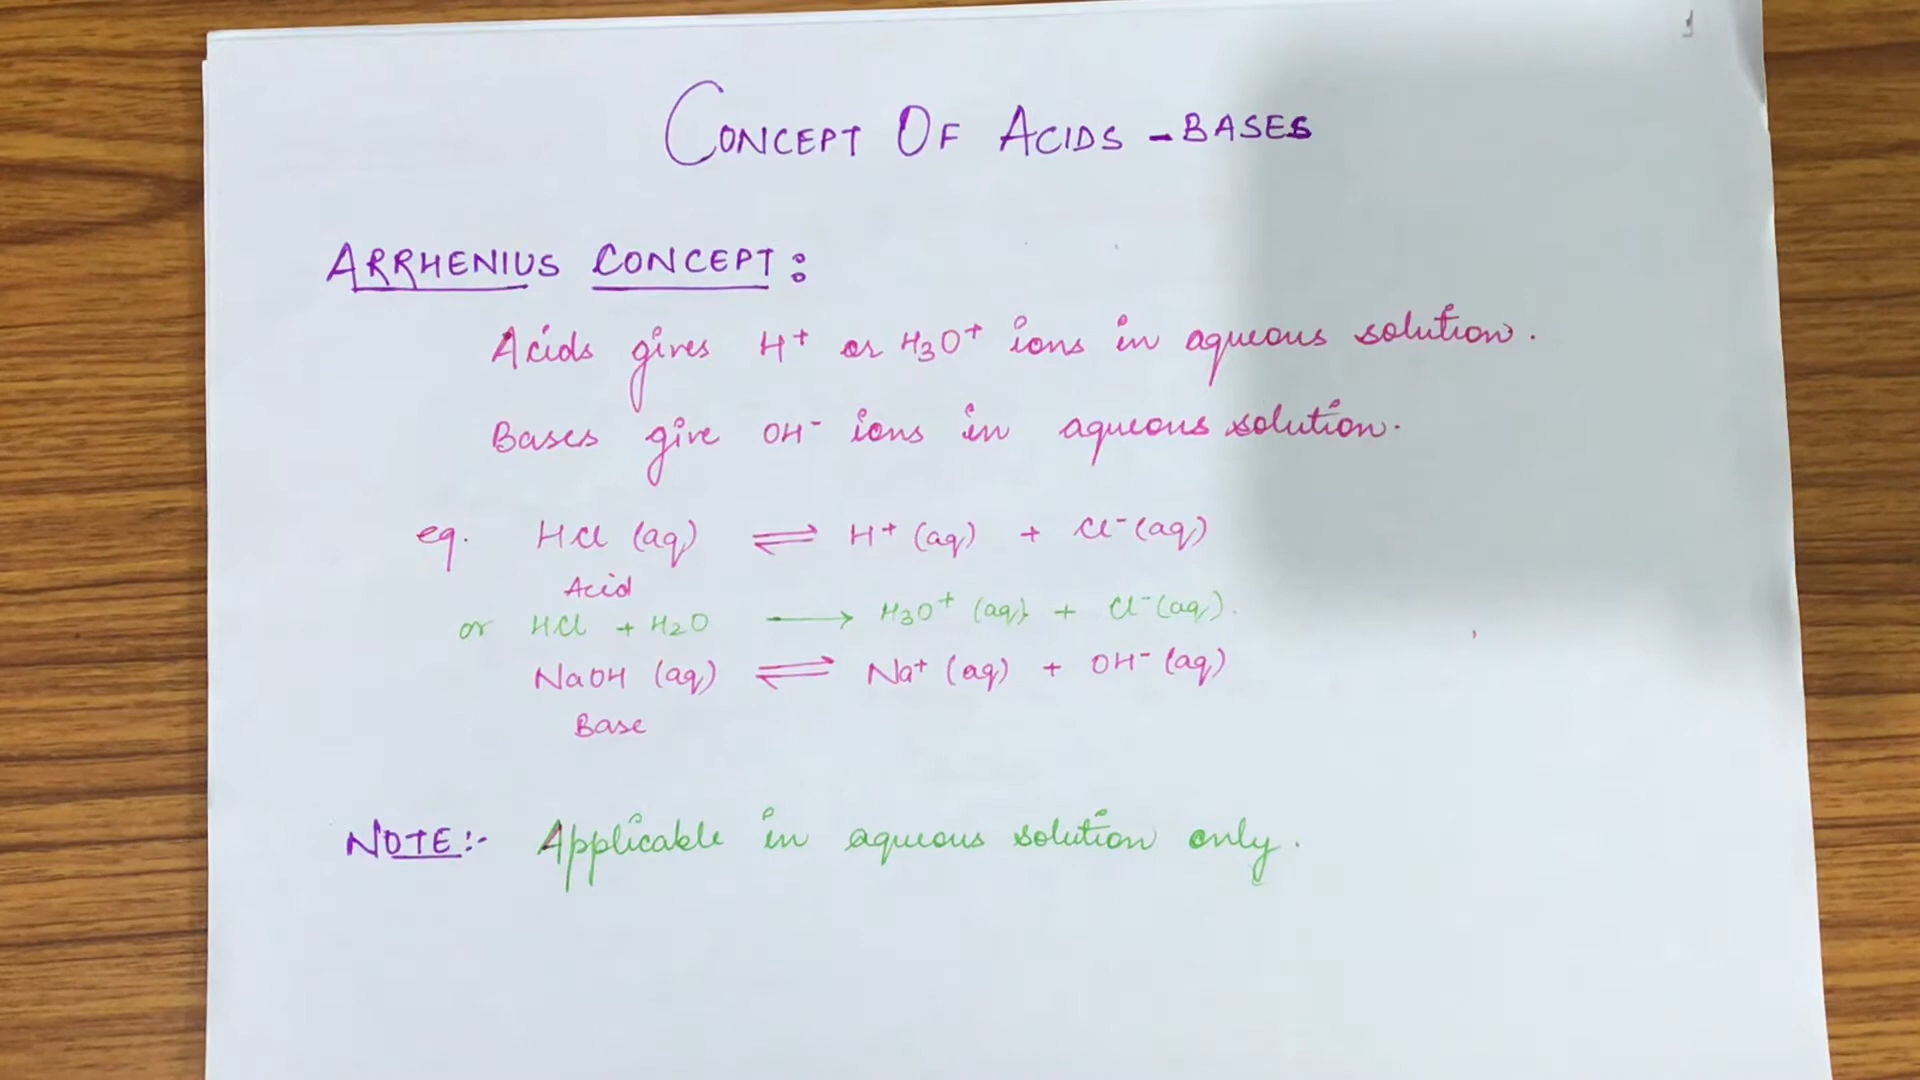 CONCEPT OF ACIDS - BASES
ARRHENIUS CONCEPT:
Acids gives H+ or H3O+ ions in aqueous solution.
Bases give OH- ions in aqueous solution.
eg. HCl (aq) ⇌ H+ (aq) + Cl- (aq)
Acid
or HCl + H2O ⟶ H3O+ (aq) + Cl- (aq).
NaOH (aq) ⇌ Na+ (aq) + OH- (aq)
Base
NOTE:- Applicable in aqueous solution only.